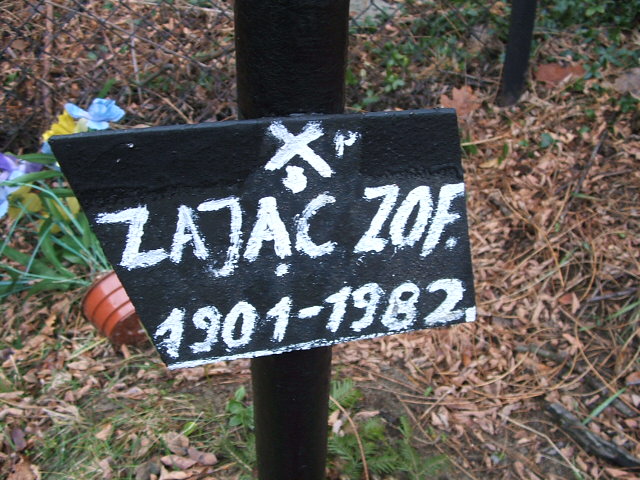 X P
S
ZAJĄC ZOF.
1901-1982.